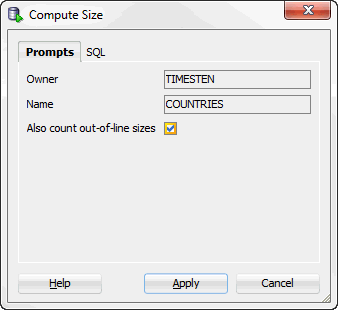 Compute Size
Prompts SQL
Owner TIMESTEN
Name COUNTRIES
Also count out-of-line sizes
Help Apply Cancel